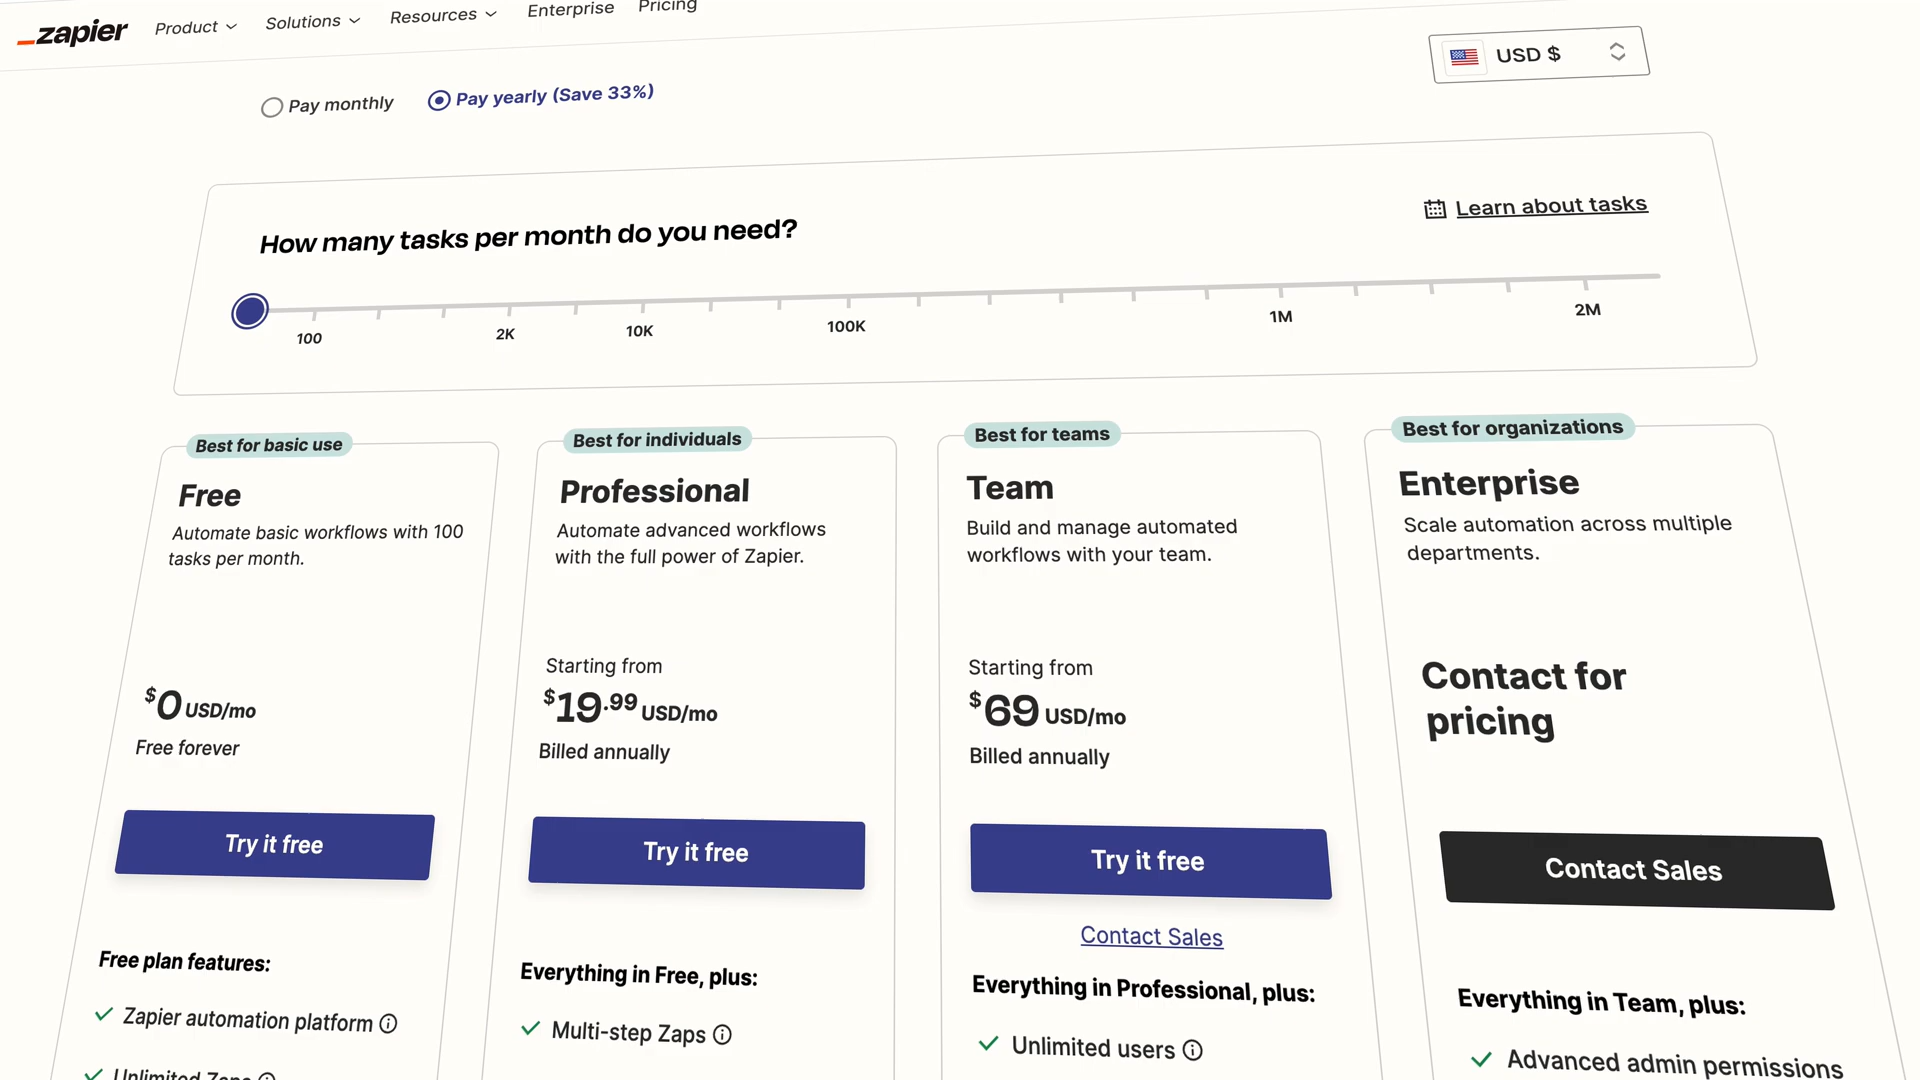 zapier
Product
Solutions
Resources
Enterprise
Pricing
USD $
Pay monthly
Pay yearly (Save 33%)
How many tasks per month do you need?
Learn about tasks
100
2K
10K
100K
1M
2M
Best for basic use
Free
Automate basic workflows with 100
tasks per month.
$0 USD/mo
Free forever
Try it free
Free plan features:
Zapier automation platform
Unlimited Zaps
Best for individuals
Professional
Automate advanced workflows
with the full power of Zapier.
Starting from
$19.99 USD/mo
Billed annually
Try it free
Everything in Free, plus:
Multi-step Zaps
Best for teams
Team
Build and manage automated
workflows with your team.
Starting from
$69 USD/mo
Billed annually
Try it free
Contact Sales
Everything in Professional, plus:
Unlimited users
Best for organizations
Enterprise
Scale automation across multiple
departments.
Contact for
pricing
Contact Sales
Everything in Team, plus:
Advanced admin permissions